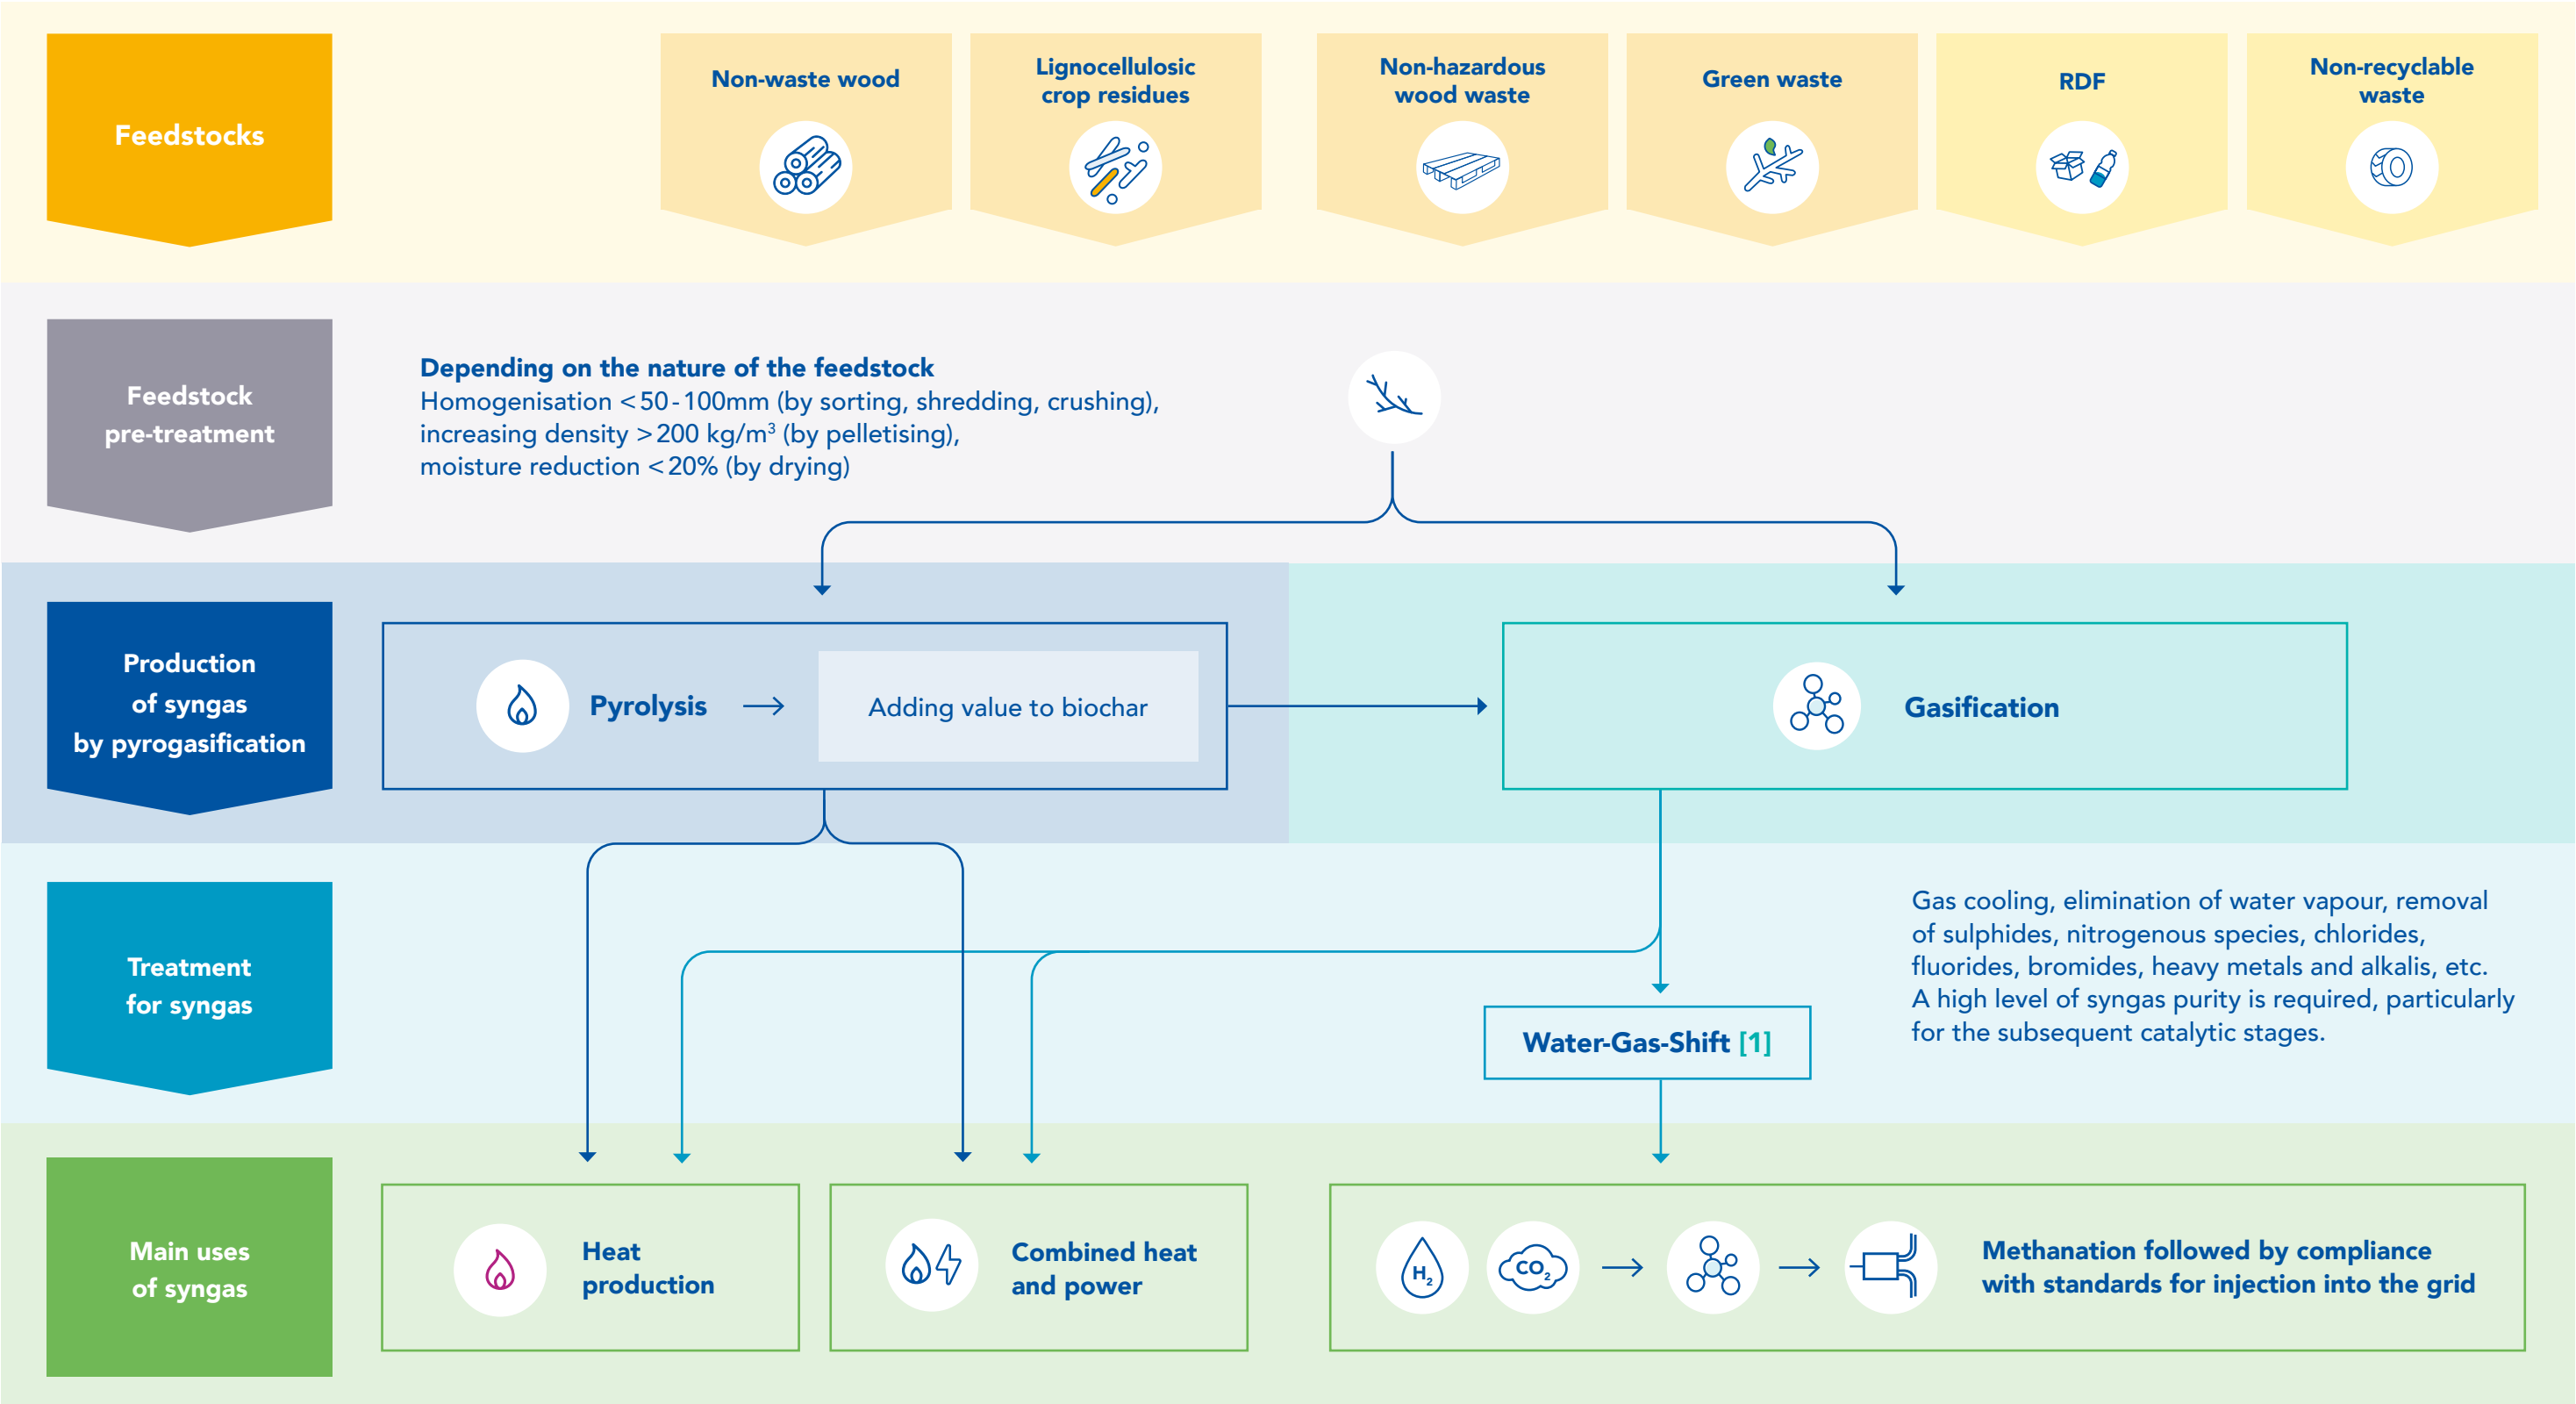 Feedstocks
Non-waste wood
Lignocellulosic
crop residues
Non-hazardous
wood waste
Green waste
RDF
Non-recyclable
waste
Feedstock
pre-treatment
Depending on the nature of the feedstock
Homogenisation <50-100mm (by sorting, shredding, crushing),
increasing density >200 kg/m³ (by pelletising),
moisture reduction <20% (by drying)
Production
of syngas
by pyrogasification
Pyrolysis
Adding value to biochar
Gasification
Treatment
for syngas
Gas cooling, elimination of water vapour, removal
of sulphides, nitrogenous species, chlorides,
fluorides, bromides, heavy metals and alkalis, etc.
A high level of syngas purity is required, particularly
for the subsequent catalytic stages.
Water-Gas-Shift [1]
Main uses
of syngas
Heat
production
Combined heat
and power
H₂
CO₂
Methanation followed by compliance
with standards for injection into the grid